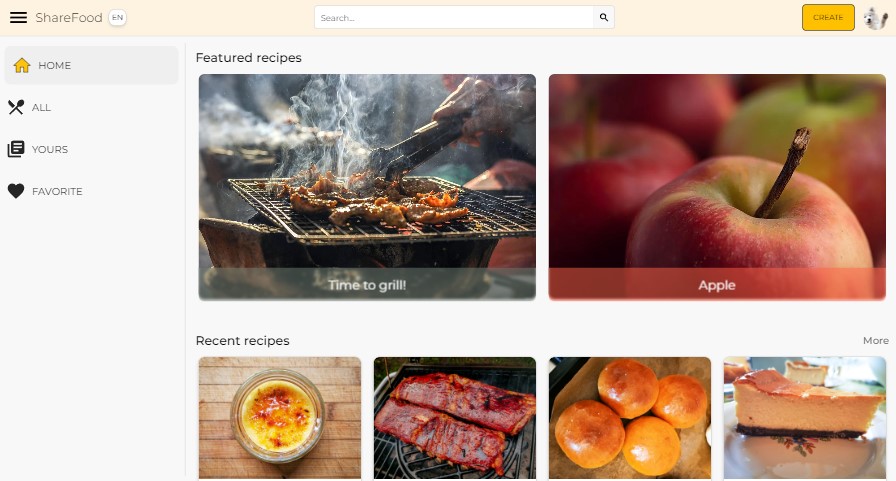 ShareFood EN
Search...
CREATE
HOME
ALL
YOURS
FAVORITE
Featured recipes
Time to grill!
Apple
Recent recipes
More